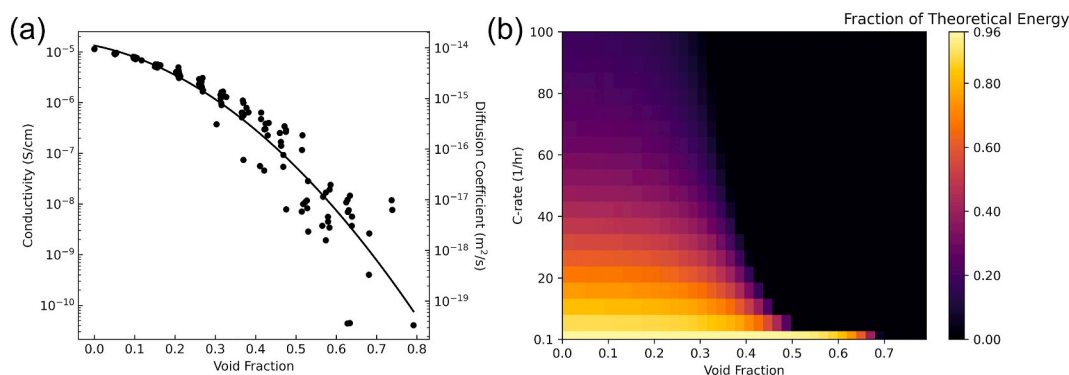 (a)
Conductivity (S/cm)
10⁻⁵
10⁻⁶
10⁻⁷
10⁻⁸
10⁻⁹
10⁻¹⁰
0.0 0.1 0.2 0.3 0.4 0.5 0.6 0.7 0.8
Void Fraction
10⁻¹⁴
10⁻¹⁵
10⁻¹⁶
10⁻¹⁷
10⁻¹⁸
10⁻¹⁹
Diffusion Coefficient (m²/s)
(b)
C-rate (1/hr)
100
80
60
40
20
0.1
0.0 0.1 0.2 0.3 0.4 0.5 0.6 0.7
Void Fraction
Fraction of Theoretical Energy
0.96
0.80
0.60
0.40
0.20
0.00